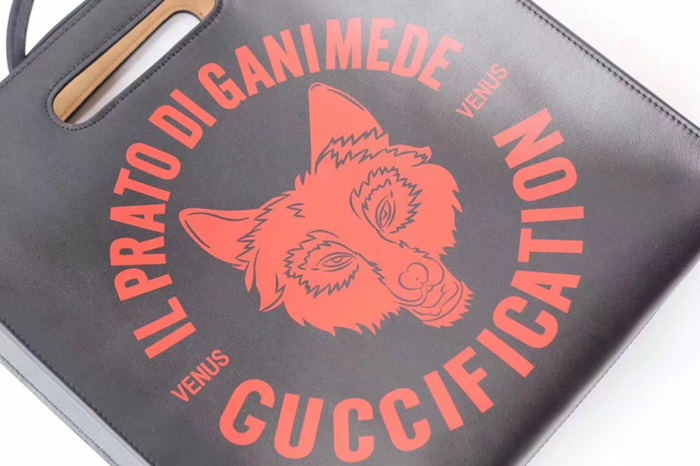 IL PRATO DI GANIMEDE
VENUS
GUCCIFICATION
VENUS